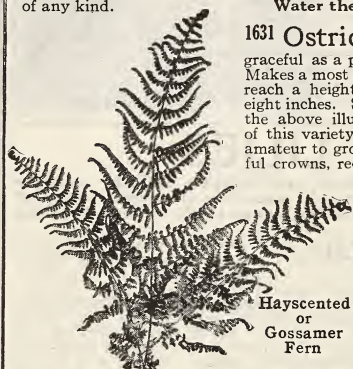 of any kind.
Water the
1631 Ostric
graceful as a p
Makes a most
reach a height
eight inches. S
the above illu
of this variety
amateur to gro
ful crowns, re
Hayscented
or
Gossamer
Fern